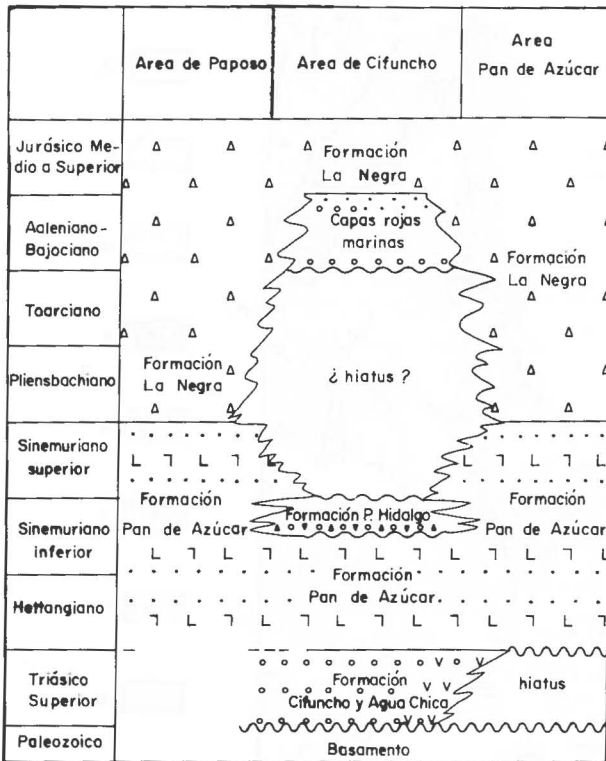 Area de Paposo
Area de Cifuncho
Area
Pan de Azúcar
Jurásico Me-
dio a Superior
Formación
La Negra
Aaleniano-
Bajociano
Capas rojas
marinas
Formación
La Negra
Toarciano
Pliensbachiano
Formación
La Negra
¿ hiatus ?
Sinemuriano
superior
Sinemuriano
inferior
Formación
Pan de Azúcar
Formación P. Hidalgo
Formación
Pan de Azúcar
Formación
Pan de Azúcar
Hettangiano
Triásico
Superior
Formación
Cifuncho y Agua Chica
hiatus
Paleozoico
Basamento